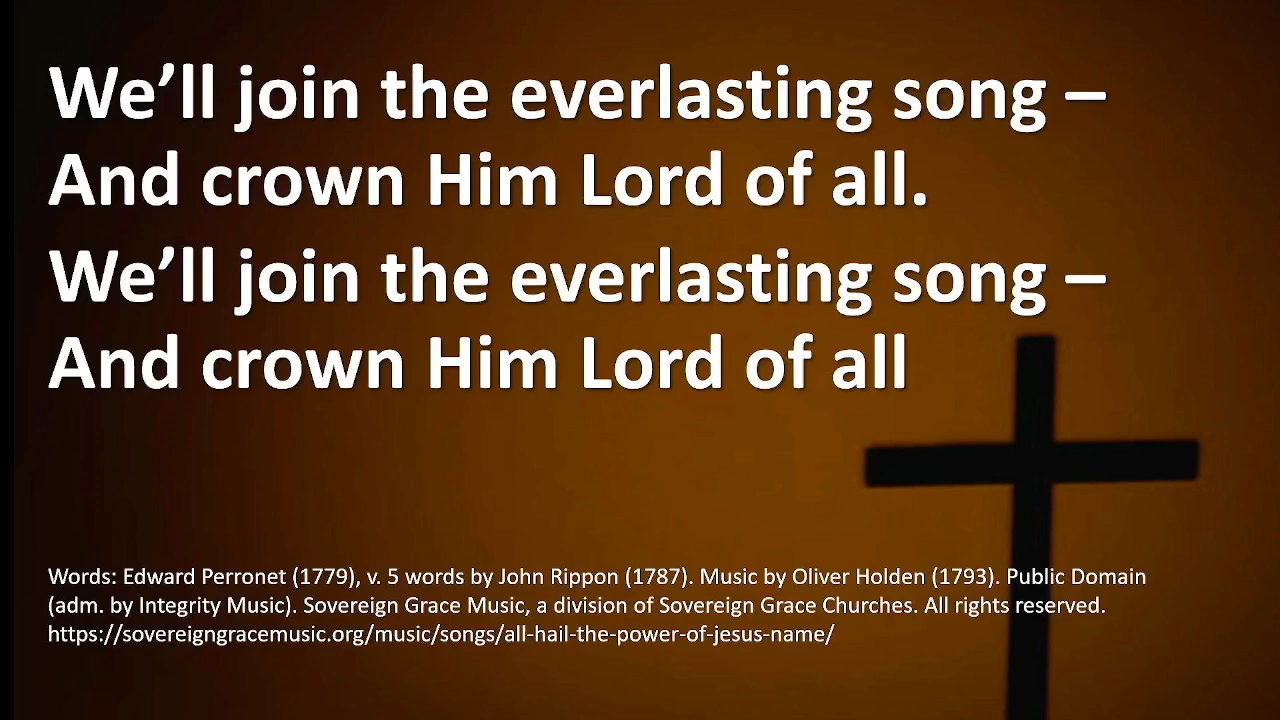 We’ll join the everlasting song –
And crown Him Lord of all.
We’ll join the everlasting song –
And crown Him Lord of all
Words: Edward Perronet (1779), v. 5 words by John Rippon (1787). Music by Oliver Holden (1793). Public Domain
(adm. by Integrity Music). Sovereign Grace Music, a division of Sovereign Grace Churches. All rights reserved.
https://sovereigngracemusic.org/music/songs/all-hail-the-power-of-jesus-name/